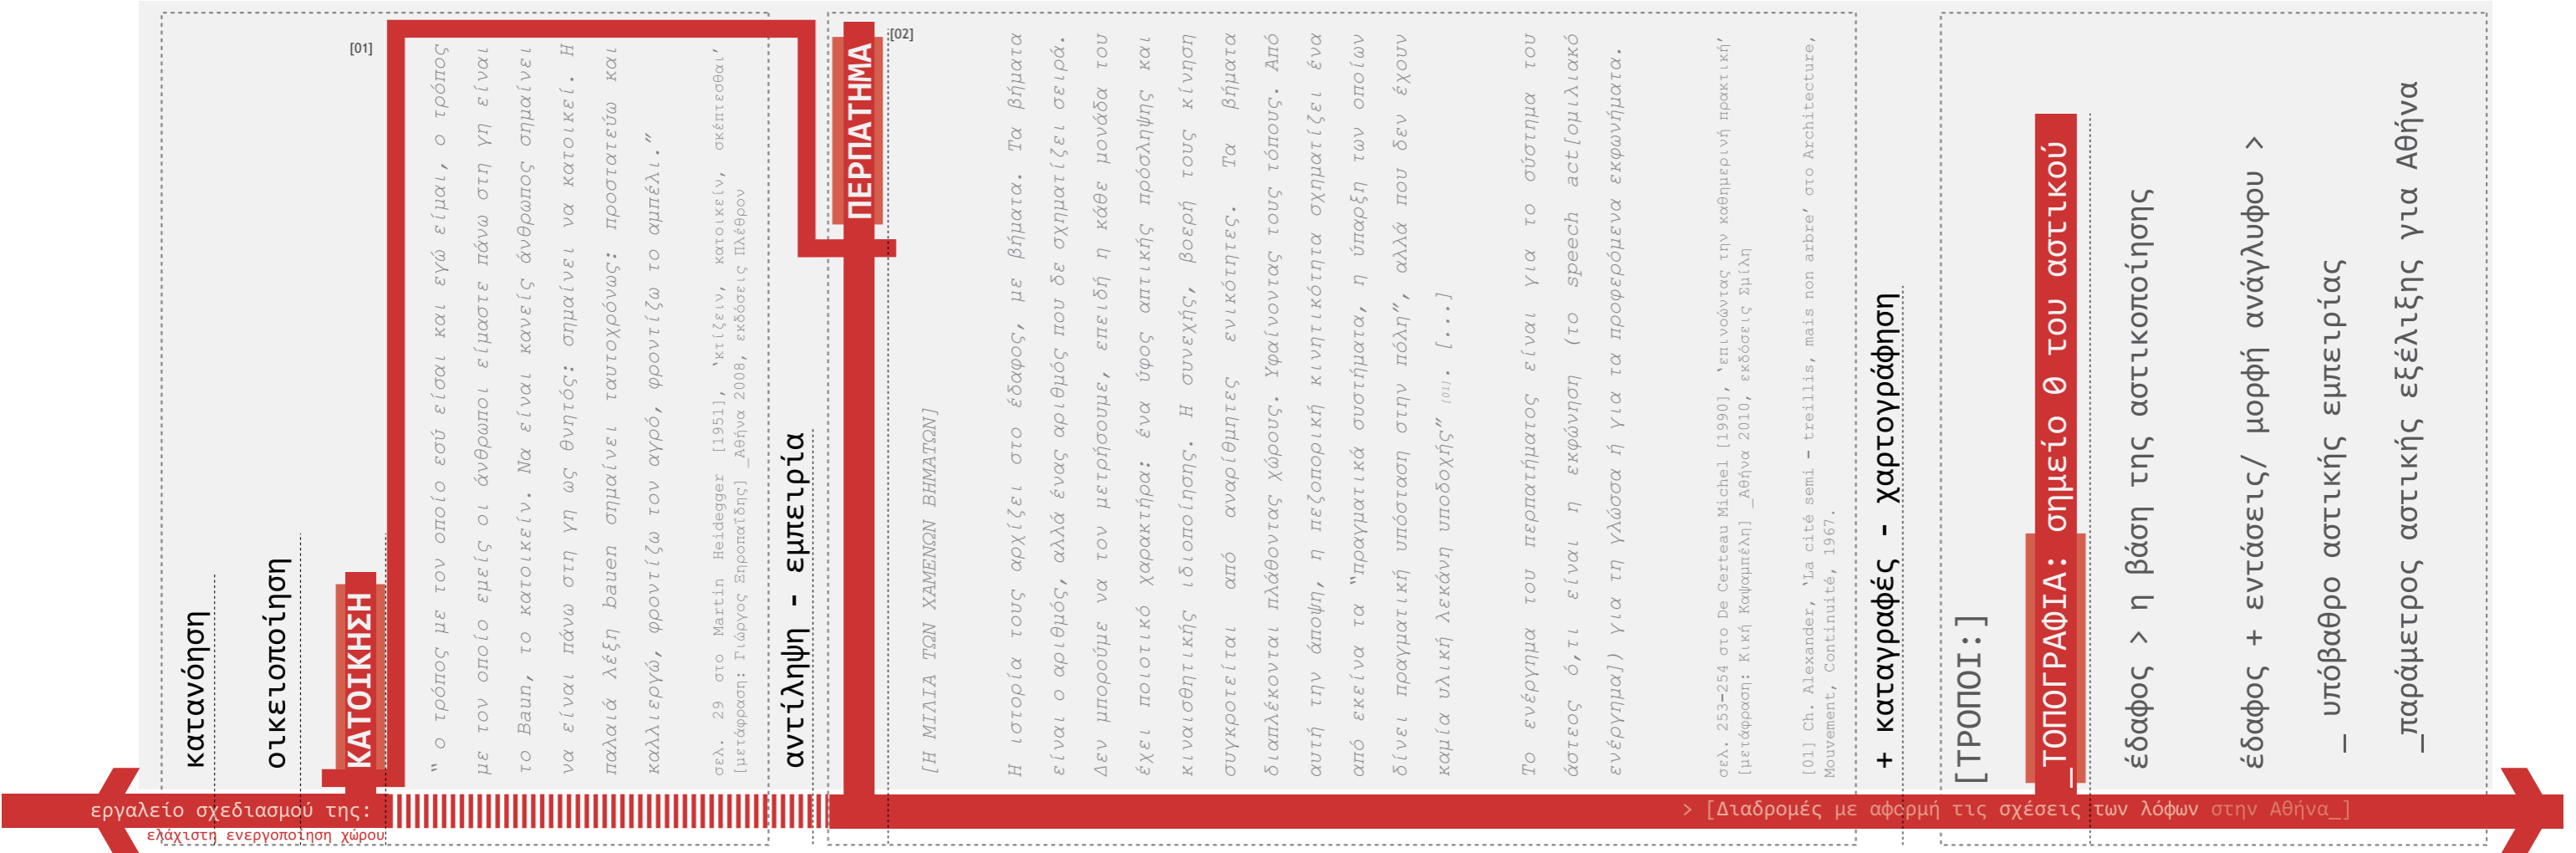 κατανόηση
οικειοποίηση
ΚΑΤΟΙΚΗΣΗ
[01]
“ ο τρόπος με τον οποίο εσύ είσαι και εγώ είμαι, ο τρόπος
με τον οποίο εμείς οι άνθρωποι είμαστε πάνω στη γη είναι
το Baun, το κατοικείν. Να είναι κανείς άνθρωπος σημαίνει
να είναι πάνω στη γη ως θνητός: σημαίνει να κατοικεί. Η
παλαιά λέξη bauen σημαίνει ταυτοχρόνως: προστατεύω και
καλλιεργώ, φροντίζω τον αγρό, φροντίζω το αμπέλι.”
σελ. 29 στο Martin Heidegger [1951], ‘κτίζειν, κατοικείν, σκέπτεσθαι’,
[μετάφραση: Γιώργος Ξηροπαΐδης] _Αθήνα 2008, εκδόσεις Πλέθρον
αντίληψη - εμπειρία
ΠΕΡΠΑΤΗΜΑ
[02]
[Η ΜΙΛΙΑ ΤΩΝ ΧΑΜΕΝΩΝ ΒΗΜΑΤΩΝ]
Η ιστορία τους αρχίζει στο έδαφος, με βήματα. Τα βήματα
είναι ο αριθμός, αλλά ένας αριθμός που δε σχηματίζει σειρά.
Δεν μπορούμε να τον μετρήσουμε, επειδή η κάθε μονάδα του
έχει ποιοτικό χαρακτήρα: ένα ύφος απτικής πρόσληψης και
κιναισθητικής ιδιοποίησης. Η συνεχής, βοερή τους κίνηση
συγκροτείται από αναρίθμητες ενικότητες. Τα βήματα
διαπλέκονται πλάθοντας χώρους. Υφαίνοντας τους τόπους. Από
αυτή την άποψη, η πεζοπορική κινητικότητα σχηματίζει ένα
από εκείνα τα “πραγματικά συστήματα, η ύπαρξη των οποίων
δίνει πραγματική υπόσταση στην πόλη”, αλλά που δεν έχουν
καμία υλική λεκάνη υποδοχής” [01]. [...]
Το ενέργημα του περπατήματος είναι για το σύστημα του
άστεος ό,τι είναι η εκφώνηση (το speech act[ομιλιακό
ενέργημα]) για τη γλώσσα ή για τα προφερόμενα εκφωνήματα.
σελ. 253-254 στο De Certeau Michel [1990], ‘επινοώντας την καθημερινή πρακτική’
[μετάφραση: Κική Καψαμπέλη] _Αθήνα 2010, εκδόσεις Σμίλη
[01] Ch. Alexander, ‘La cité semi - treillis, mais non arbre’ στο Architecture,
Mouvement, Continuité, 1967.
+ καταγραφές - χαρτογράφηση
[ΤΡΟΠΟΙ:]
_ΤΟΠΟΓΡΑΦΙΑ: σημείο 0 του αστικού
έδαφος > η βάση της αστικοποίησης
έδαφος + εντάσεις/ μορφή ανάγλυφου >
_ υπόβαθρο αστικής εμπειρίας
_παράμετρος αστικής εξέλιξης για Αθήνα
εργαλείο σχεδιασμού της:
ελάχιστη ενεργοποίηση χώρου
> [Διαδρομές με αφορμή τις σχέσεις των λόφων στην Αθήνα_]